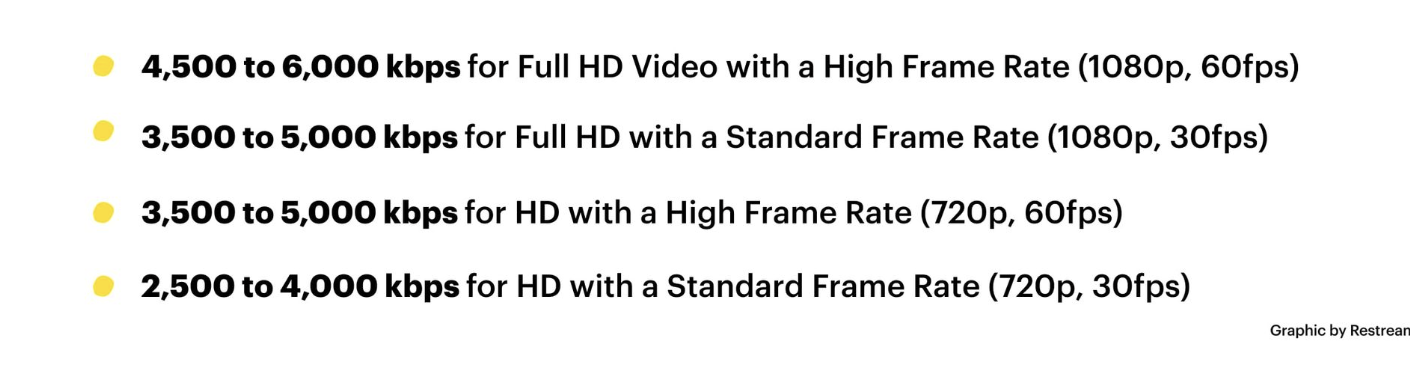 4,500 to 6,000 kbps for Full HD Video with a High Frame Rate (1080p, 60fps)
3,500 to 5,000 kbps for Full HD with a Standard Frame Rate (1080p, 30fps)
3,500 to 5,000 kbps for HD with a High Frame Rate (720p, 60fps)
2,500 to 4,000 kbps for HD with a Standard Frame Rate (720p, 30fps)
Graphic by Restrean